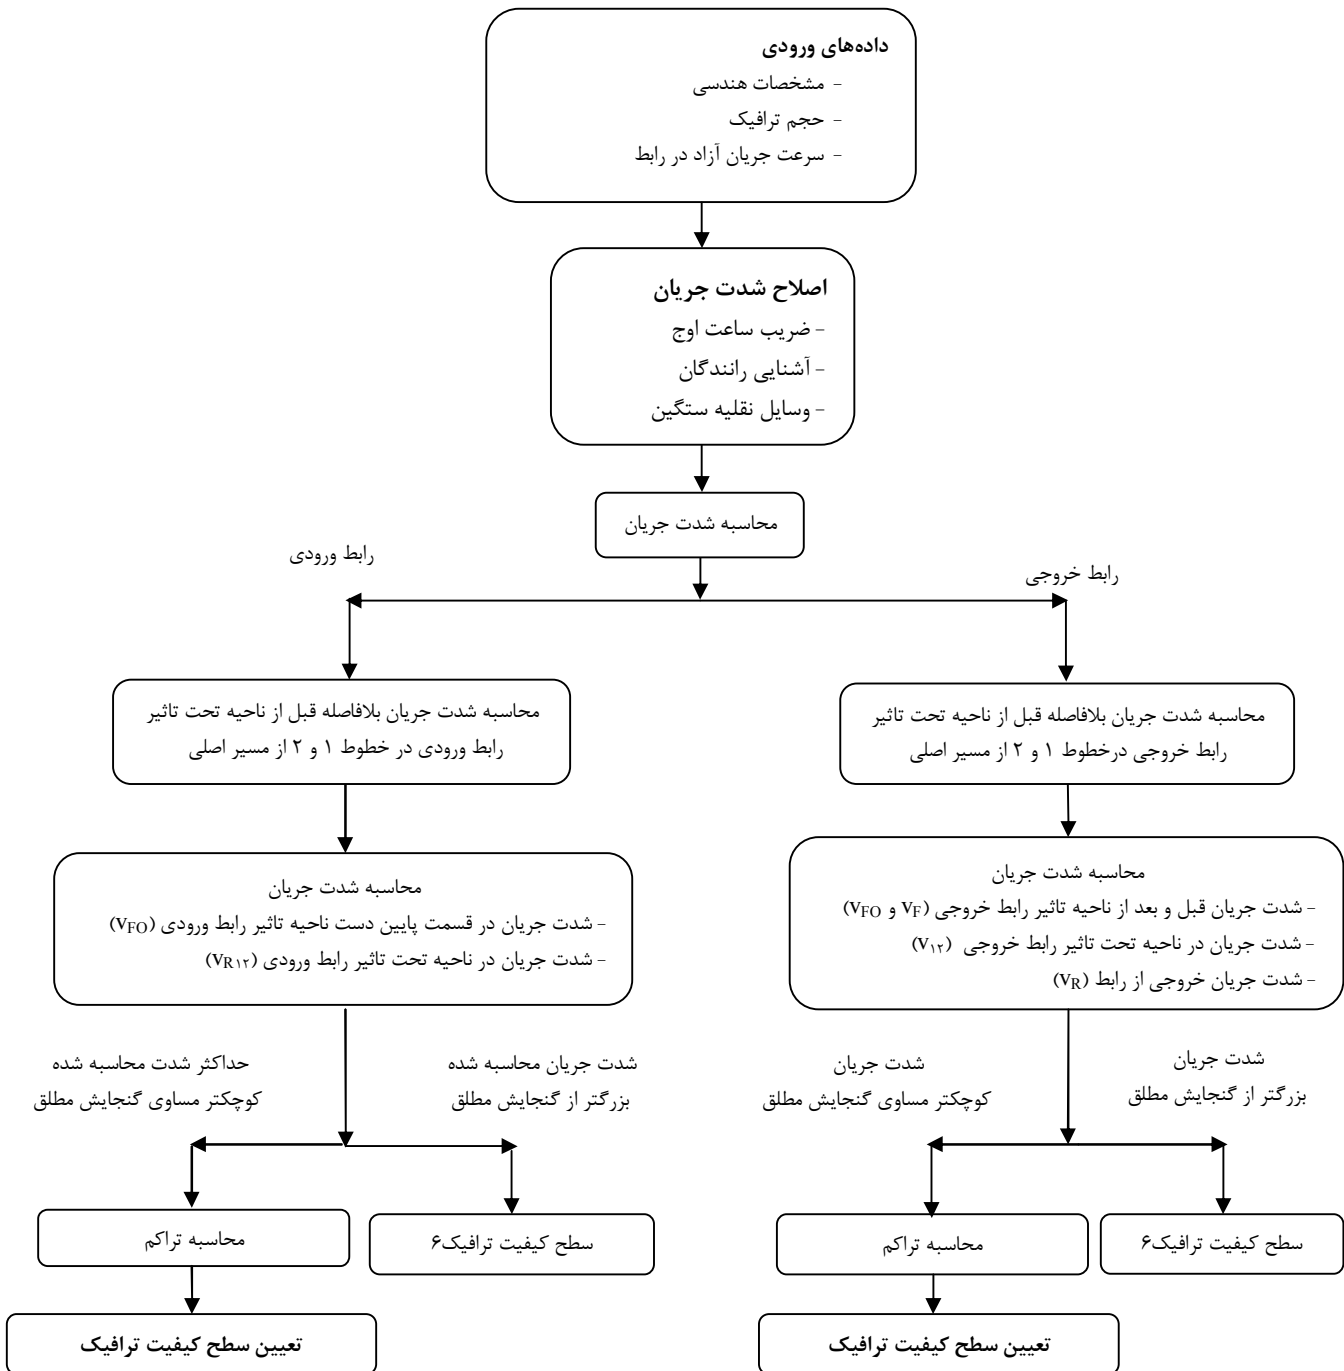 داده‌های ورودی
- مشخصات هندسی
- حجم ترافیک
- سرعت جریان آزاد در رابط
اصلاح شدت جریان
- ضریب ساعت اوج
- آشنایی رانندگان
- وسایل نقلیه ستگین
محاسبه شدت جریان
رابط خروجی
رابط ورودی
محاسبه شدت جریان بلافاصله قبل از ناحیه تحت تاثیر
رابط خروجی درخطوط ۱ و ۲ از مسیر اصلی
محاسبه شدت جریان بلافاصله قبل از ناحیه تحت تاثیر
رابط ورودی در خطوط ۱ و ۲ از مسیر اصلی
محاسبه شدت جریان
- شدت جریان قبل و بعد از ناحیه تاثیر رابط خروجی (VF و VFO)
- شدت جریان در ناحیه تحت تاثیر رابط خروجی (V۱۲)
- شدت جریان خروجی از رابط (VR)
محاسبه شدت جریان
- شدت جریان در قسمت پایین دست ناحیه تاثیر رابط ورودی (VFO)
- شدت جریان در ناحیه تحت تاثیر رابط ورودی (VR۱۲)
شدت جریان
بزرگتر از گنجایش مطلق
شدت جریان
کوچکتر مساوی گنجایش مطلق
شدت جریان محاسبه شده
بزرگتر از گنجایش مطلق
حداکثر شدت محاسبه شده
کوچکتر مساوی گنجایش مطلق
سطح کیفیت ترافیک۶
محاسبه تراکم
سطح کیفیت ترافیک۶
محاسبه تراکم
تعیین سطح کیفیت ترافیک
تعیین سطح کیفیت ترافیک